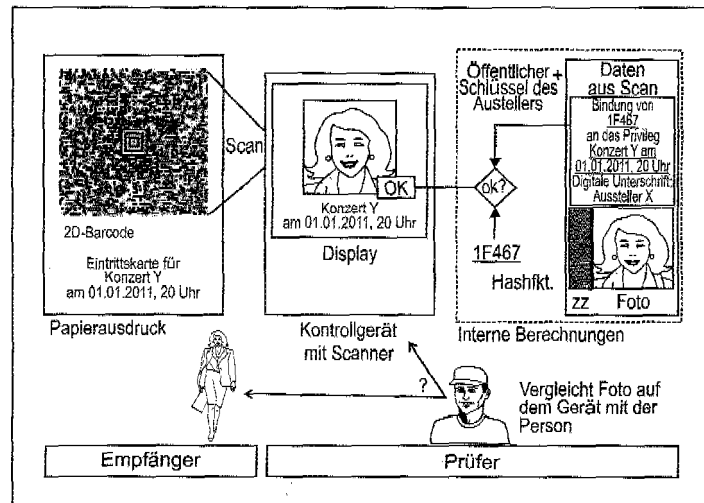 2D-Barcode
Eintrittskarte für
Konzert Y
am 01.01.2011, 20 Uhr
Papierausdruck
Scan
OK
Konzert Y
am 01.01.2011, 20 Uhr
Display
Kontrollgerät
mit Scanner
Öffentlicher +
Schlüssel des
Austellers
ok?
1F467
Hashfkt.
Daten
aus Scan
Bindung von
1F467
an das Privileg
Konzert Y am
01.01.2011, 20 Uhr
Digitale Unterschrift:
Aussteller X
zz
Foto
Interne Berechnungen
?
Vergleicht Foto auf
dem Gerät mit der
Person
Empfänger
Prüfer